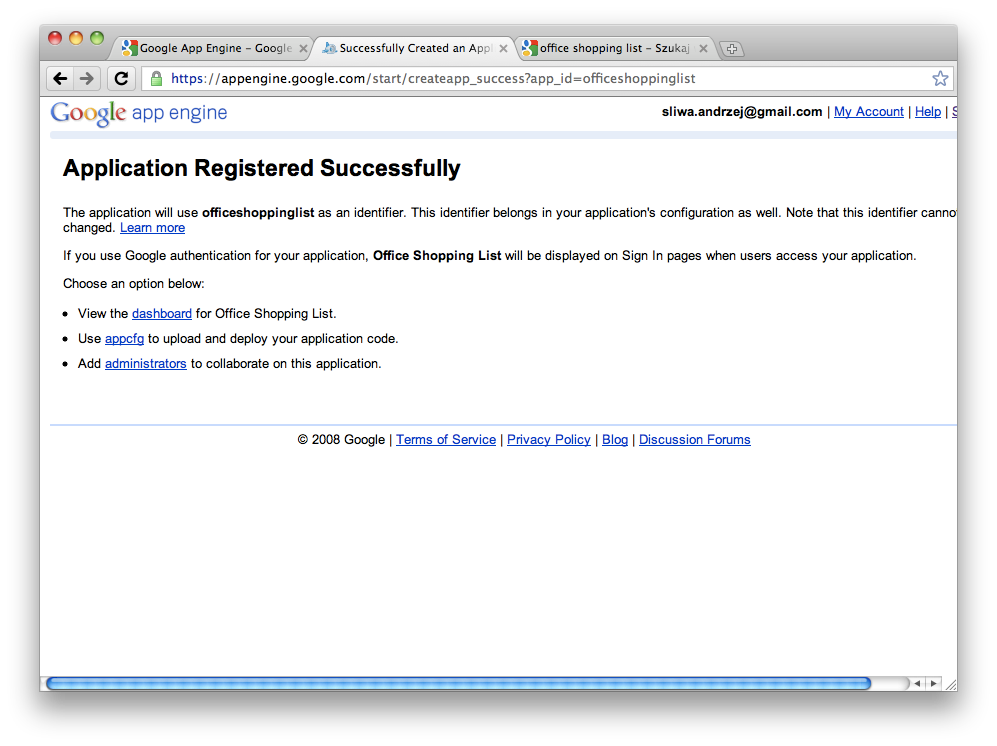 Google App Engine – Google
Successfully Created an Appl
office shopping list – Szukaj
https://appengine.google.com/start/createapp_success?app_id=officeshoppinglist
Google app engine
sliwa.andrzej@gmail.com | My Account | Help | S
Application Registered Successfully
The application will use officeshoppinglist as an identifier. This identifier belongs in your application's configuration as well. Note that this identifier canno
changed. Learn more
If you use Google authentication for your application, Office Shopping List will be displayed on Sign In pages when users access your application.
Choose an option below:
• View the dashboard for Office Shopping List.
• Use appcfg to upload and deploy your application code.
• Add administrators to collaborate on this application.
© 2008 Google | Terms of Service | Privacy Policy | Blog | Discussion Forums